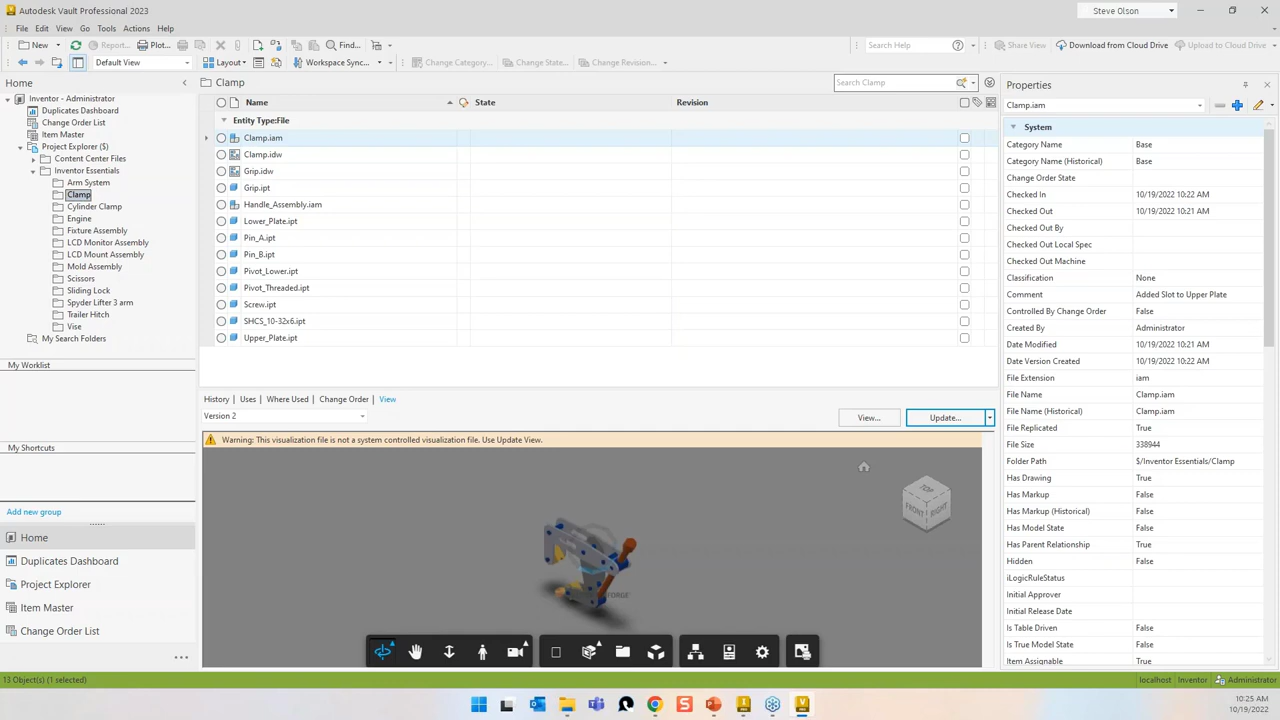 Autodesk Vault Professional 2023
Steve Olson
File Edit View Go Tools Actions Help
New Report... Plot... Find... Search Help Share View Download from Cloud Drive Upload to Cloud Drive
Default View Layout Workspace Sync... Change Category... Change State... Change Revision...
Home
Inventor - Administrator
Duplicates Dashboard
Change Order List
Item Master
Project Explorer ($)
Content Center Files
Inventor Essentials
Arm System
Clamp
Cylinder Clamp
Engine
Fixture Assembly
LCD Monitor Assembly
LCD Mount Assembly
Mold Assembly
Scissors
Sliding Lock
Spyder Lifter 3 arm
Trailer Hitch
Vise
My Search Folders
My Worklist
My Shortcuts
Add new group
Home
Duplicates Dashboard
Project Explorer
Item Master
Change Order List
Clamp
Search Clamp
Name State Revision
Entity Type:File
Clamp.iam
Clamp.idw
Grip.idw
Grip.ipt
Handle_Assembly.iam
Lower_Plate.ipt
Pin_A.ipt
Pin_B.ipt
Pivot_Lower.ipt
Pivot_Threaded.ipt
Screw.ipt
SHCS_10-32x6.ipt
Upper_Plate.ipt
History Uses Where Used Change Order View
Version 2
View... Update...
Warning: This visualization file is not a system controlled visualization file. Use Update View.
TOP
FRONT RIGHT
Properties
Clamp.iam
System
Category Name Base
Category Name (Historical) Base
Change Order State
Checked In 10/19/2022 10:22 AM
Checked Out 10/19/2022 10:21 AM
Checked Out By
Checked Out Local Spec
Checked Out Machine
Classification None
Comment Added Slot to Upper Plate
Controlled By Change Order False
Created By Administrator
Date Modified 10/19/2022 10:21 AM
Date Version Created 10/19/2022 10:22 AM
File Extension iam
File Name Clamp.iam
File Name (Historical) Clamp.iam
File Replicated True
File Size 338944
Folder Path $/Inventor Essentials/Clamp
Has Drawing True
Has Markup False
Has Markup (Historical) False
Has Model State False
Has Parent Relationship True
Hidden False
iLogicRuleStatus
Initial Approver
Initial Release Date
Is Table Driven False
Is True Model State False
Item Assignable True
13 Object(s) (1 selected)
localhost Inventor Administrator
10:25 AM
10/19/2022